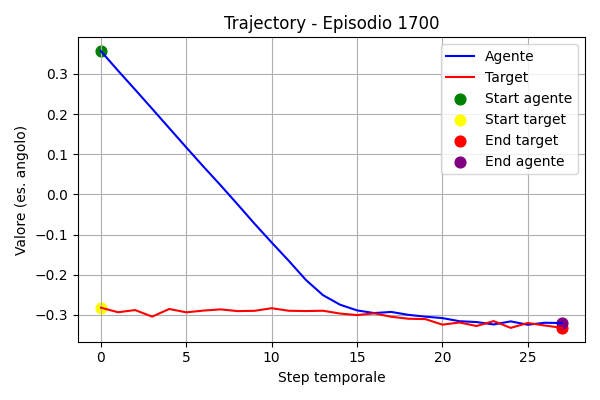 Trajectory - Episodio 1700
Valore (es. angolo)
0.3
0.2
0.1
0.0
−0.1
−0.2
−0.3
0
5
10
15
20
25
Step temporale
Agente
Target
Start agente
Start target
End target
End agente